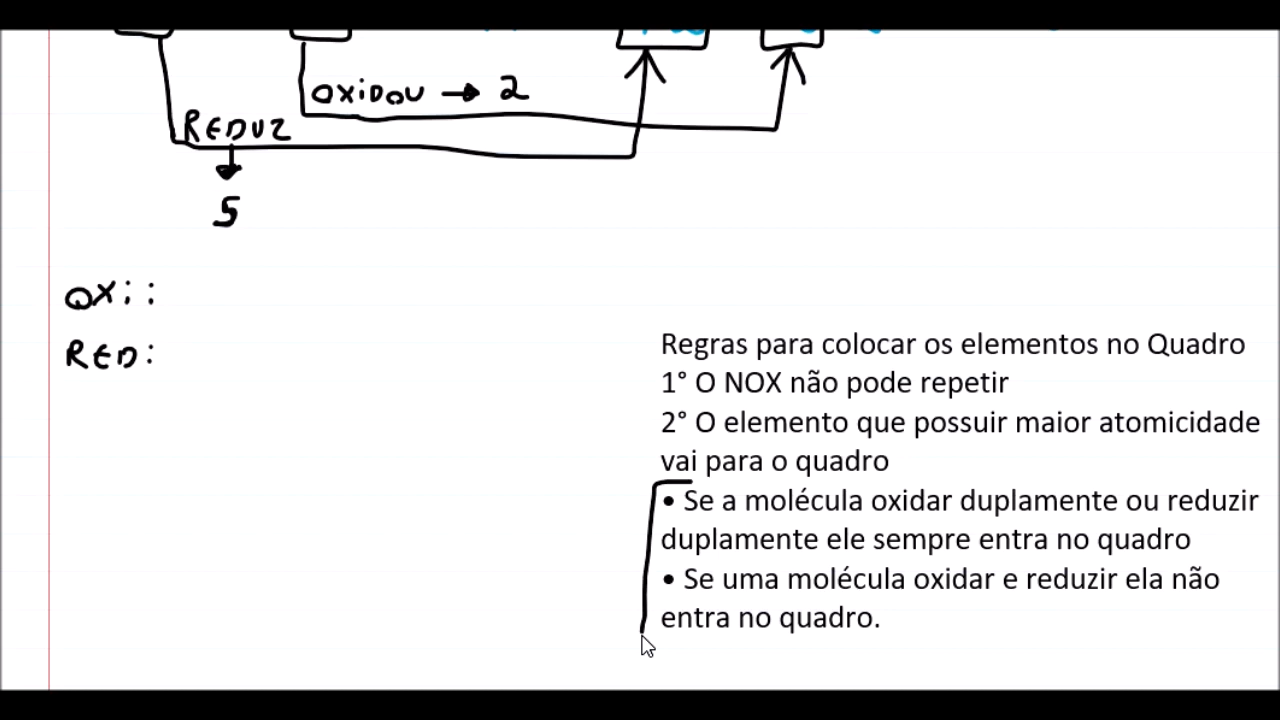 OXIDOU → 2
REDUZ
5
OXI::
RED:
Regras para colocar os elementos no Quadro
1° O NOX não pode repetir
2° O elemento que possuir maior atomicidade
vai para o quadro
• Se a molécula oxidar duplamente ou reduzir
duplamente ele sempre entra no quadro
• Se uma molécula oxidar e reduzir ela não
entra no quadro.